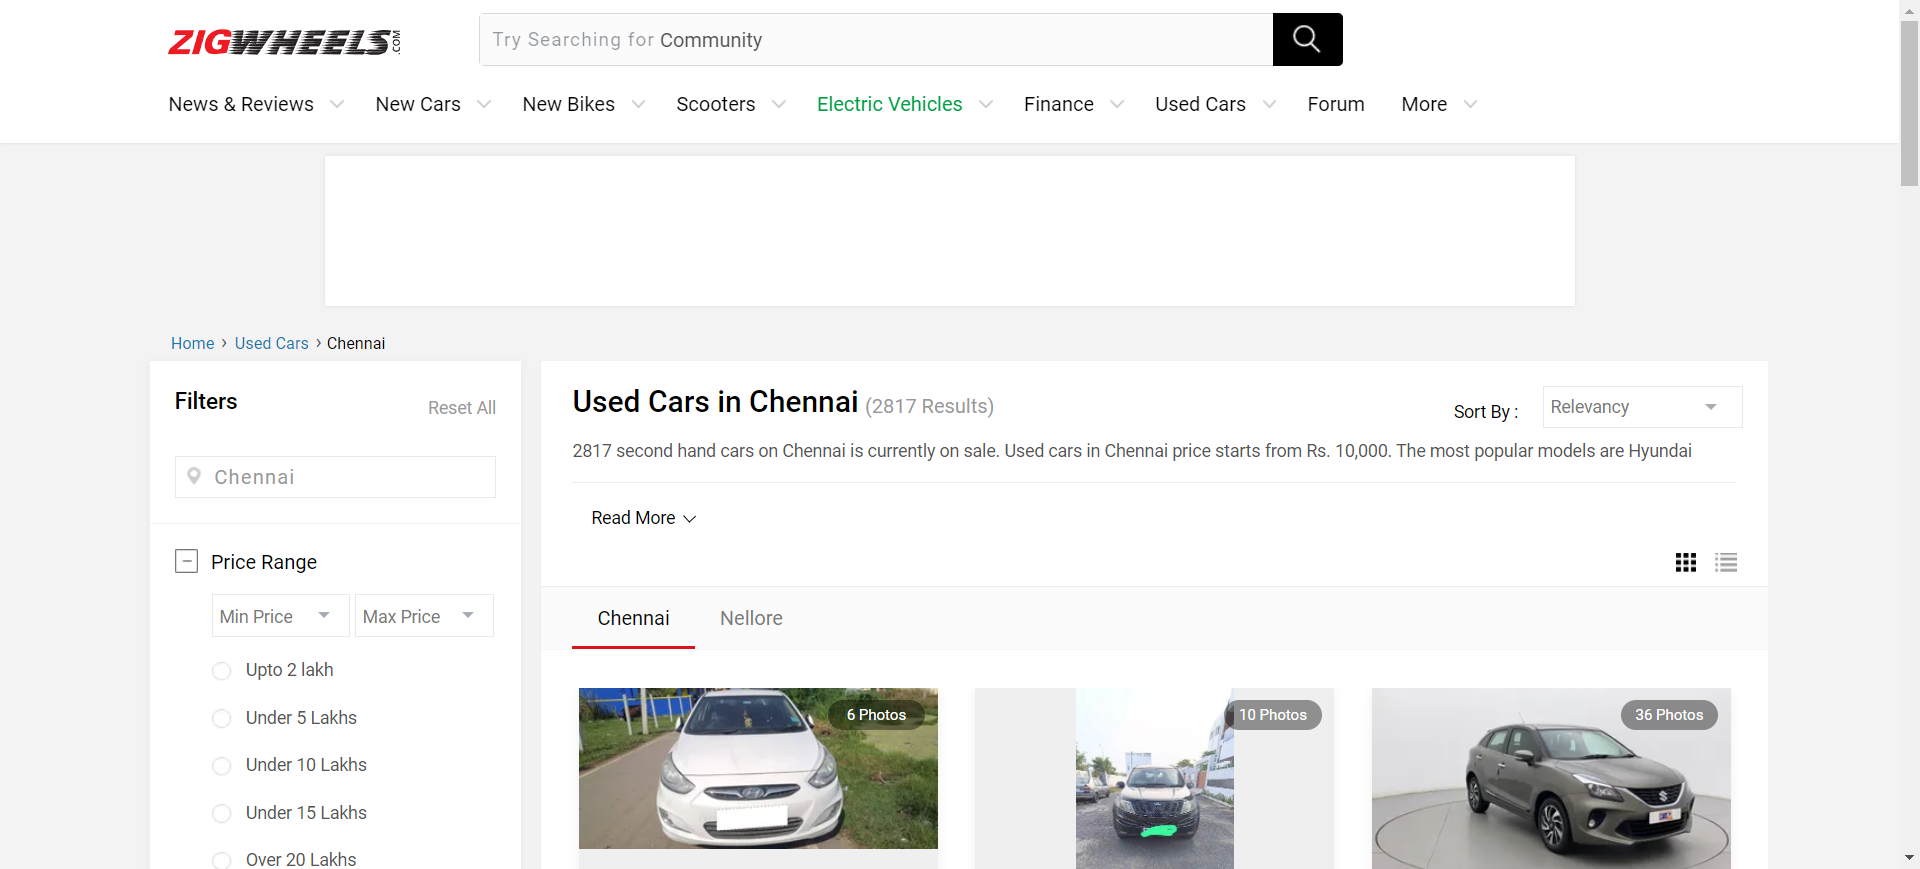 ZIGWHEELS.COM
Try Searching for Community
News & Reviews New Cars New Bikes Scooters Electric Vehicles Finance Used Cars Forum More
Home › Used Cars › Chennai
Filters
Reset All
Chennai
Price Range
Min Price Max Price
Upto 2 lakh
Under 5 Lakhs
Under 10 Lakhs
Under 15 Lakhs
Over 20 Lakhs
Used Cars in Chennai (2817 Results)
Sort By : Relevancy
2817 second hand cars on Chennai is currently on sale. Used cars in Chennai price starts from Rs. 10,000. The most popular models are Hyundai
Read More
Chennai Nellore
6 Photos
10 Photos
36 Photos